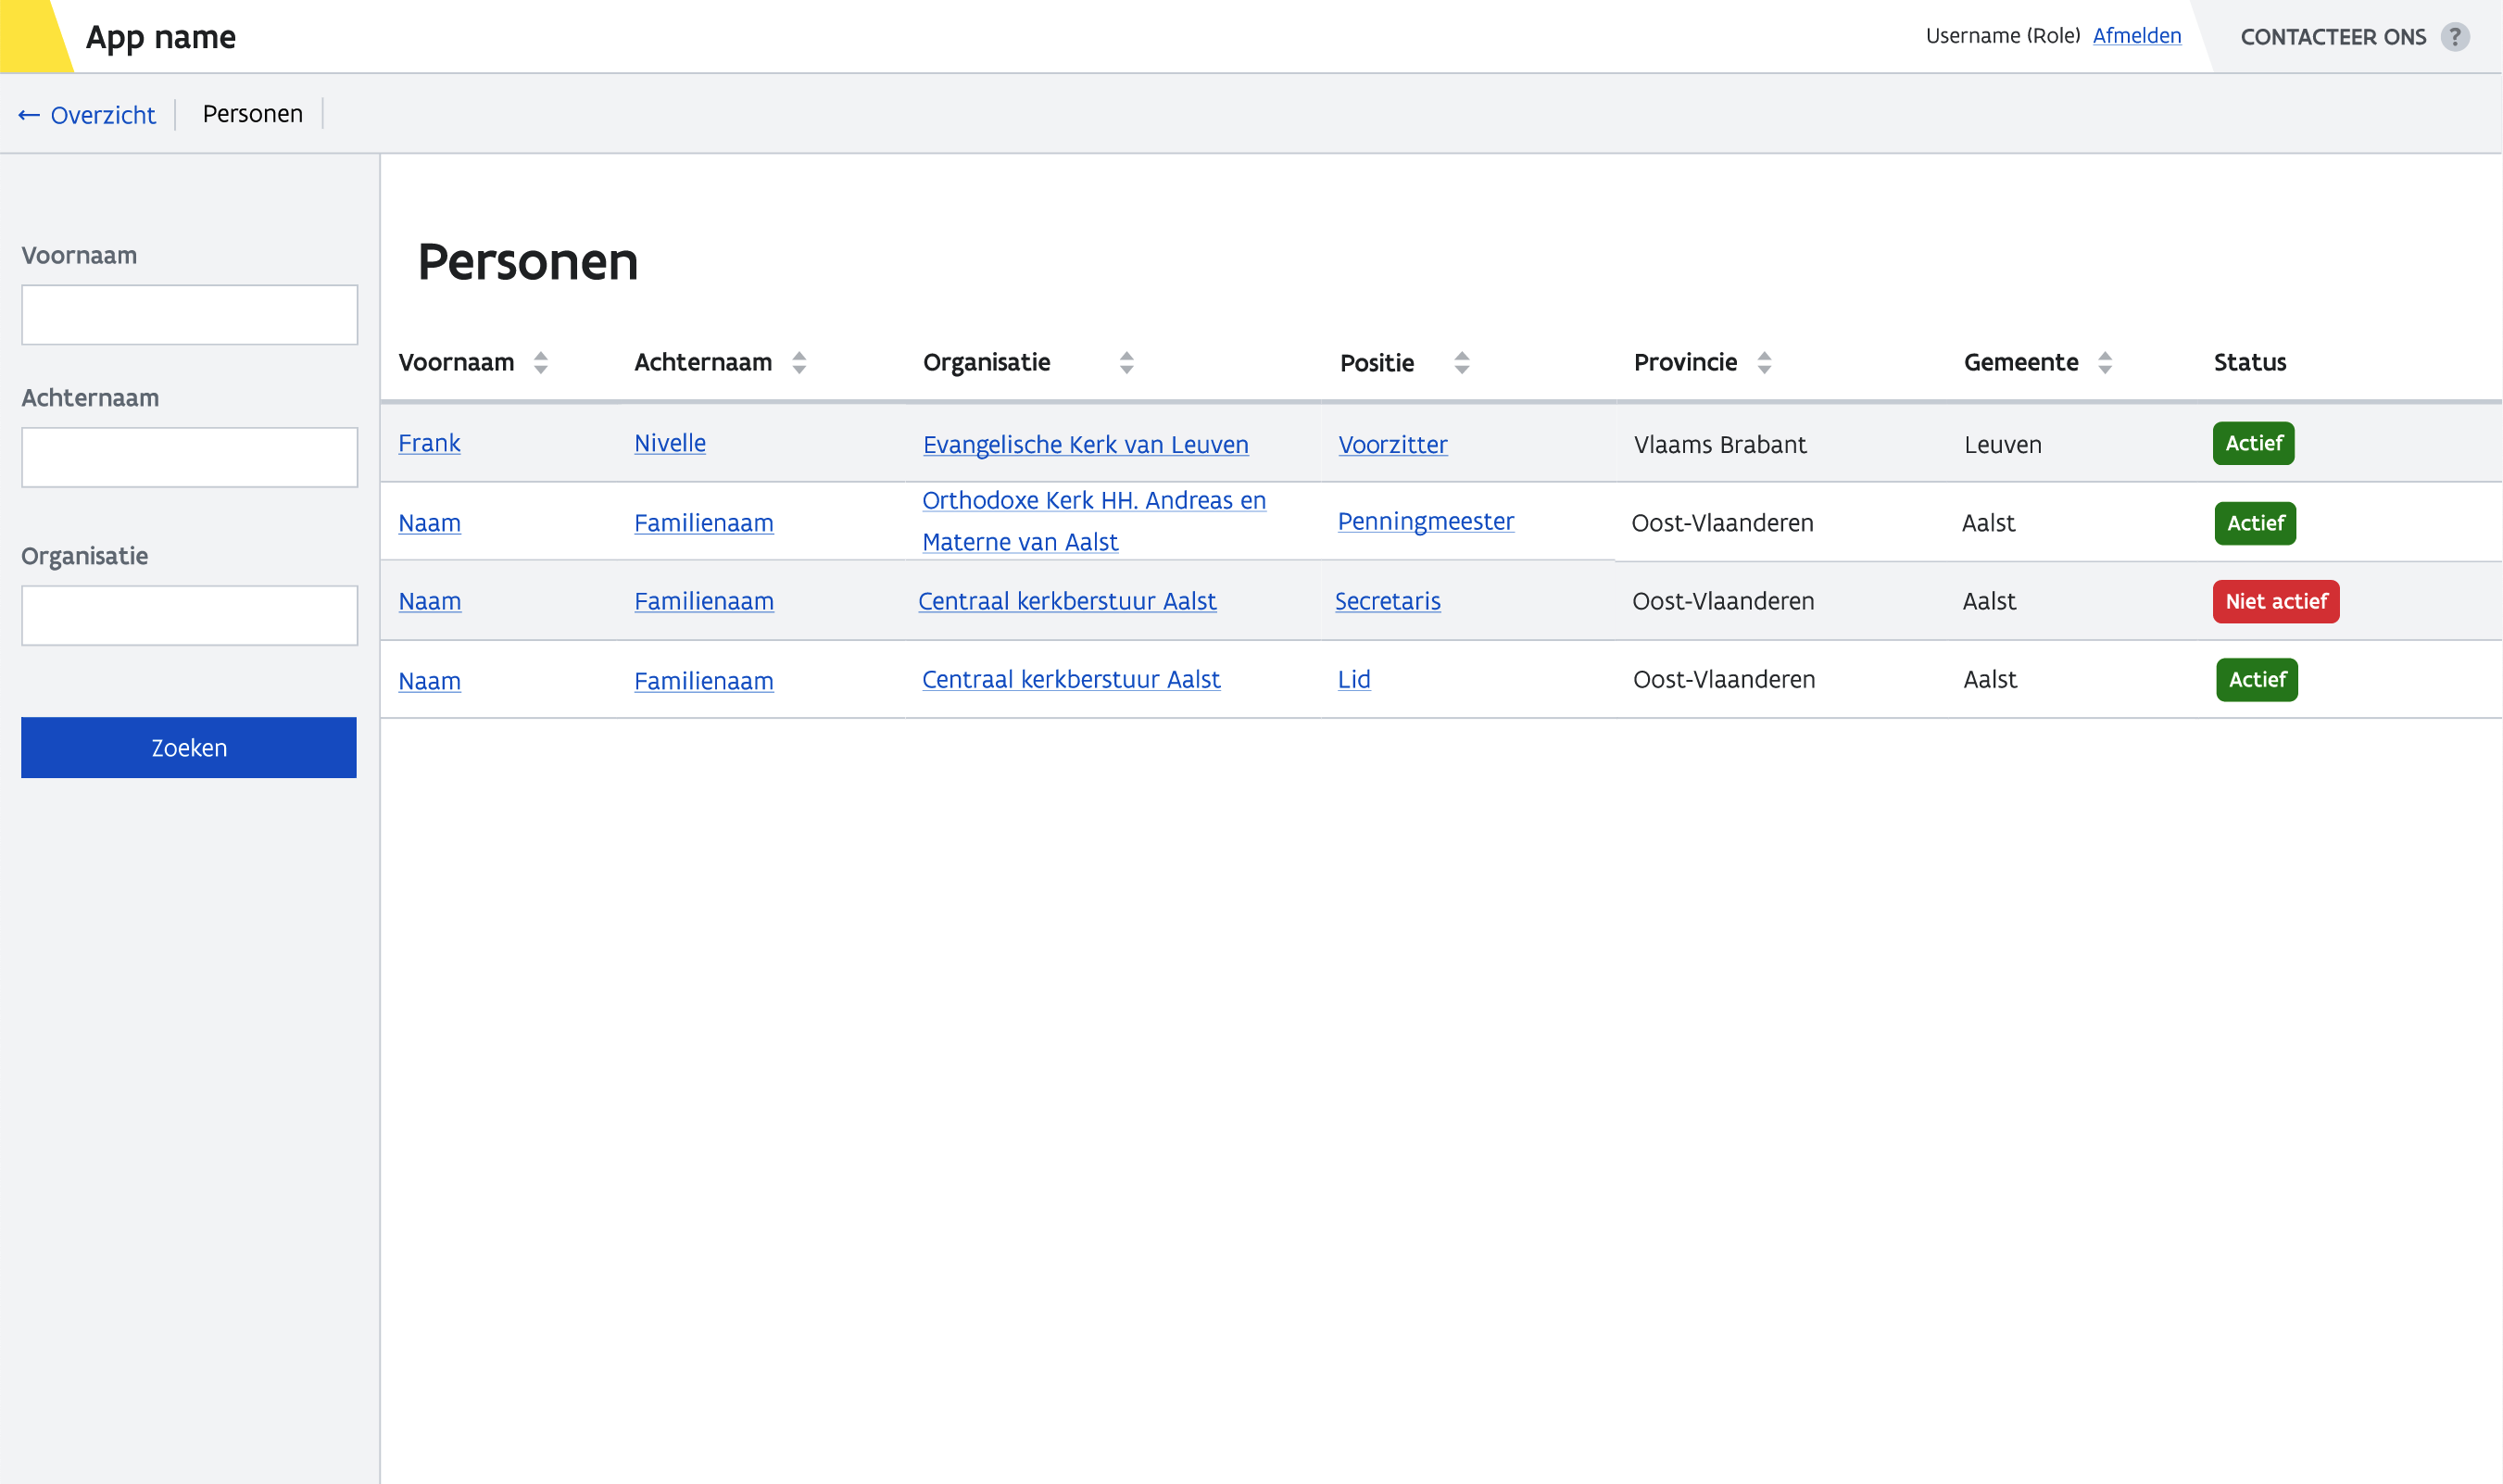 App name
Username (Role) Afmelden
CONTACTEER ONS ?
← Overzicht
Personen
Voornaam
Achternaam
Organisatie
Zoeken
Personen
Voornaam Achternaam Organisatie Positie Provincie Gemeente Status
Frank Nivelle Evangelische Kerk van Leuven Voorzitter Vlaams Brabant Leuven Actief
Naam Familienaam Orthodoxe Kerk HH. Andreas en
Materne van Aalst Penningmeester Oost-Vlaanderen Aalst Actief
Naam Familienaam Centraal kerkberstuur Aalst Secretaris Oost-Vlaanderen Aalst Niet actief
Naam Familienaam Centraal kerkberstuur Aalst Lid Oost-Vlaanderen Aalst Actief